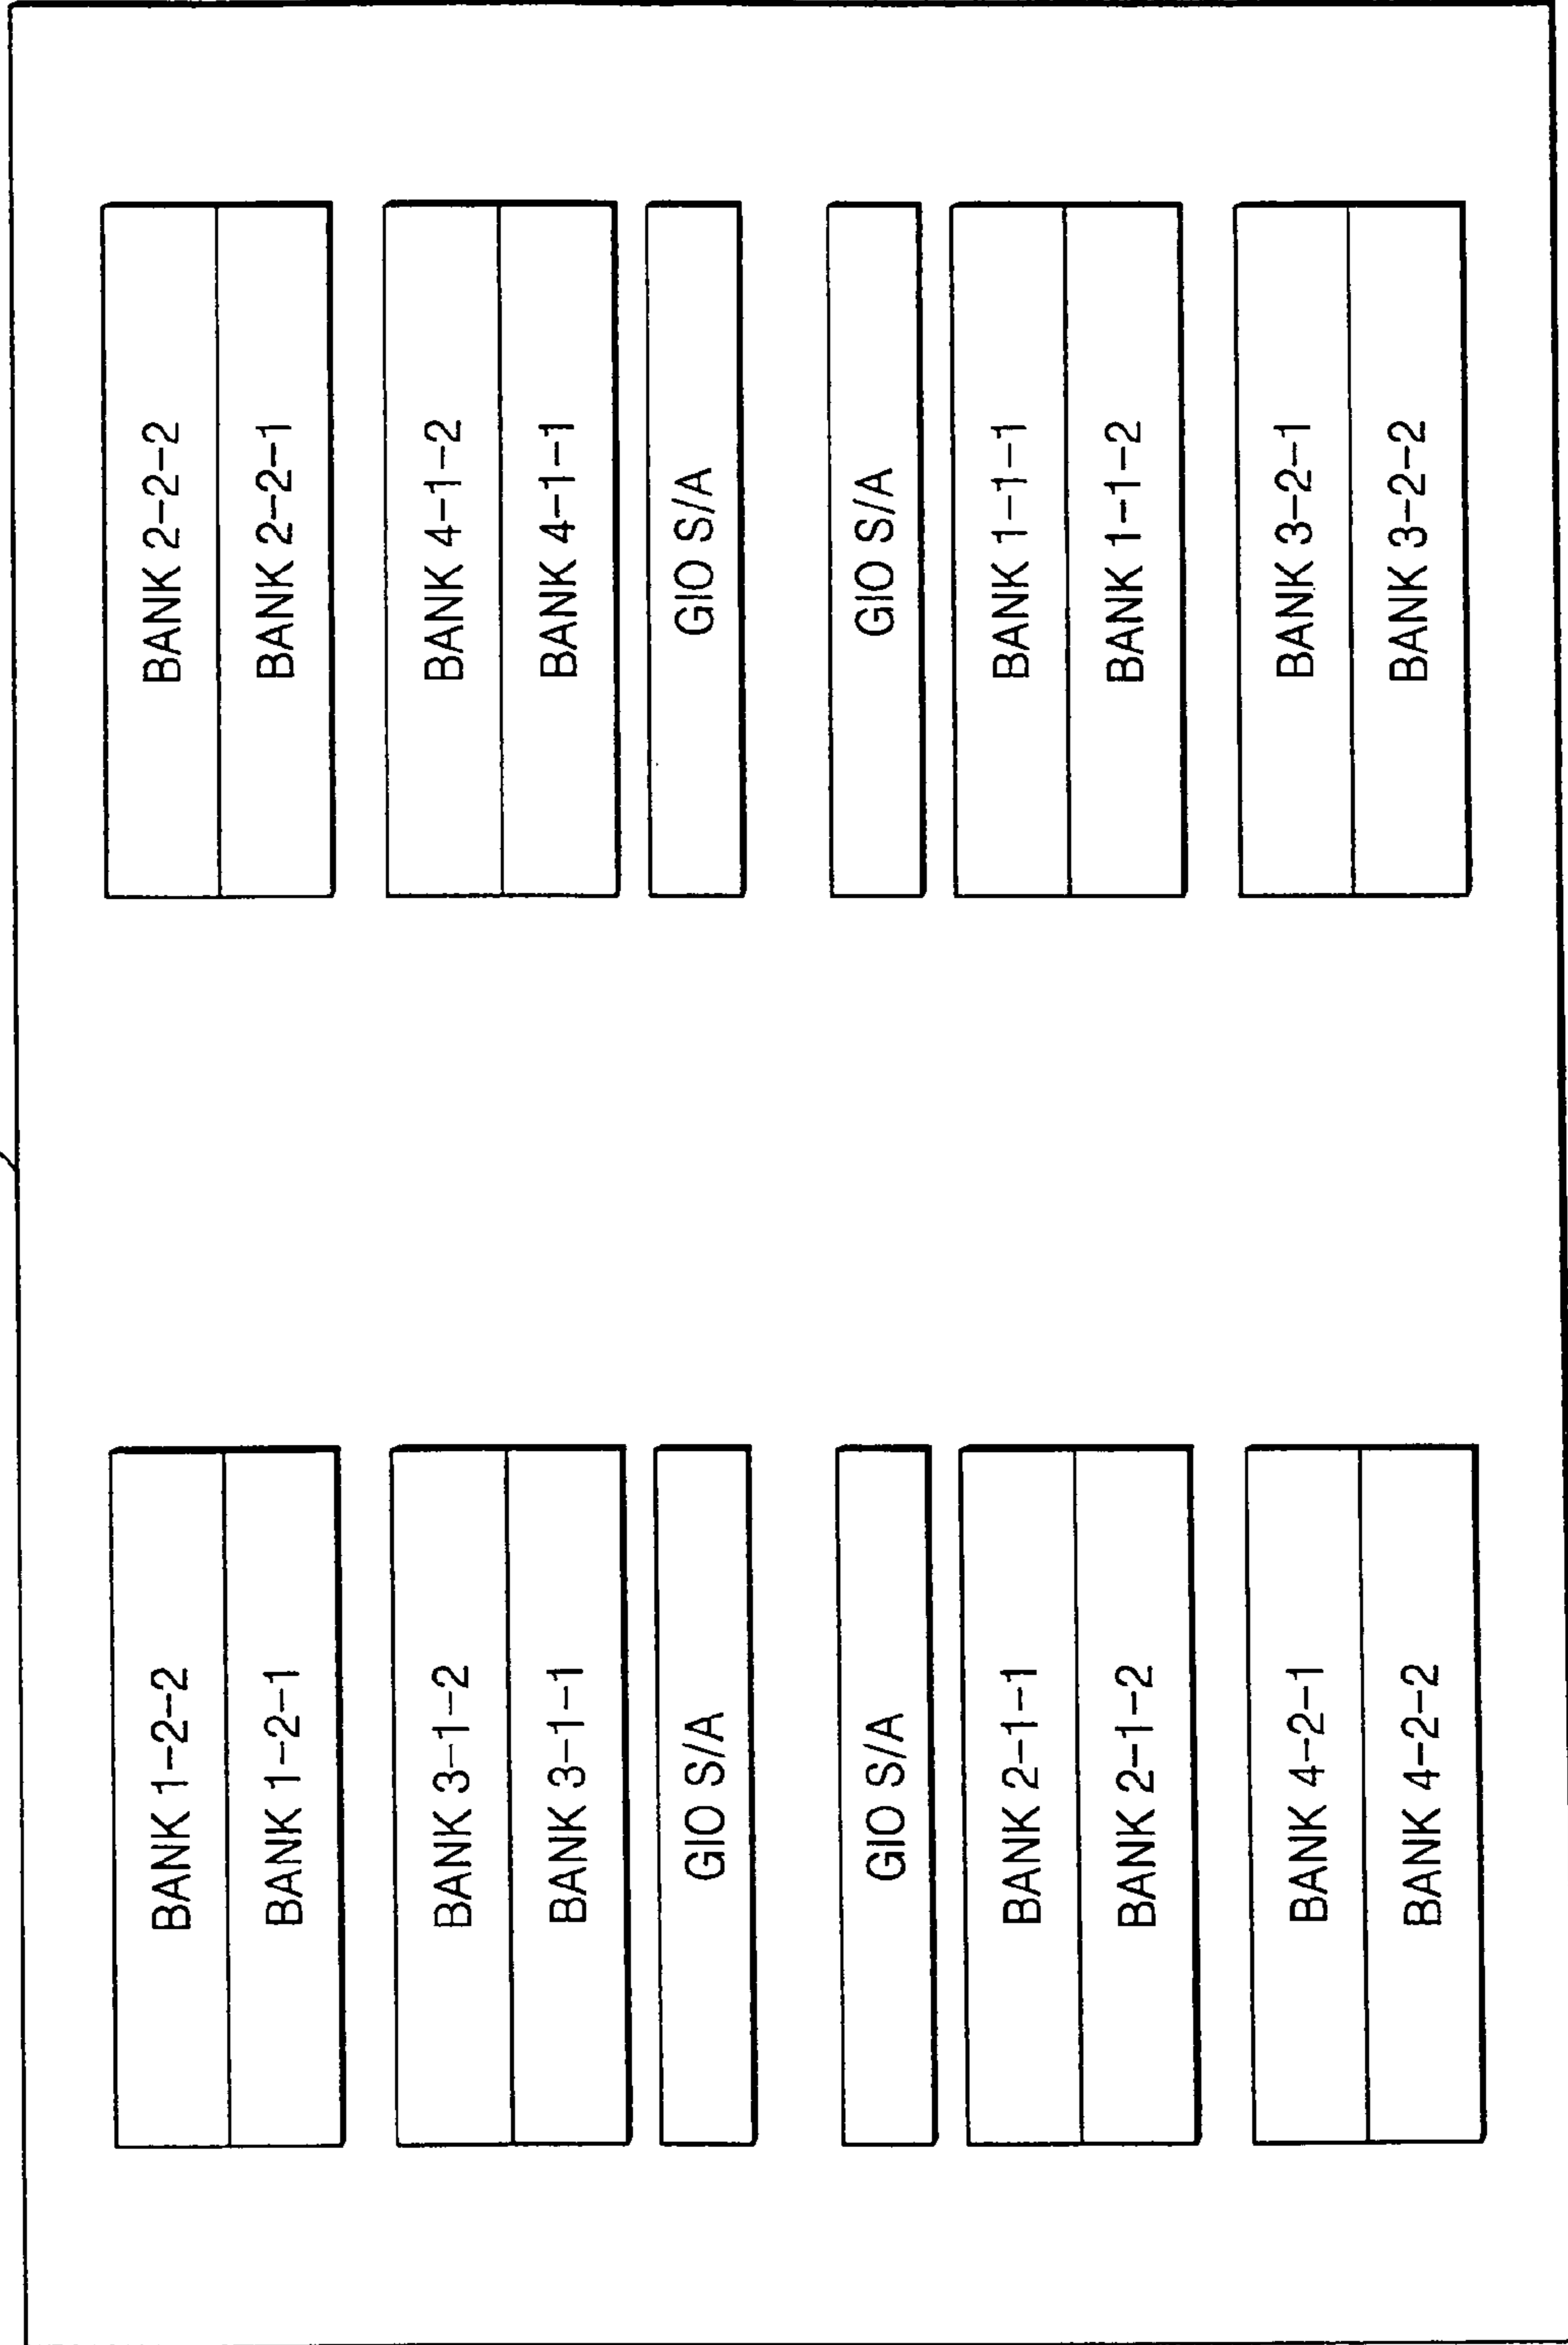 BANK 1-2-2
BANK 1-2-1
BANK 3-1-2
BANK 3-1-1
GIO S/A
GIO S/A
BANK 2-1-1
BANK 2-1-2
BANK 4-2-1
BANK 4-2-2
BANK 2-2-2
BANK 2-2-1
BANK 4-1-2
BANK 4-1-1
GIO S/A
GIO S/A
BANK 1-1-1
BANK 1-1-2
BANK 3-2-1
BANK 3-2-2